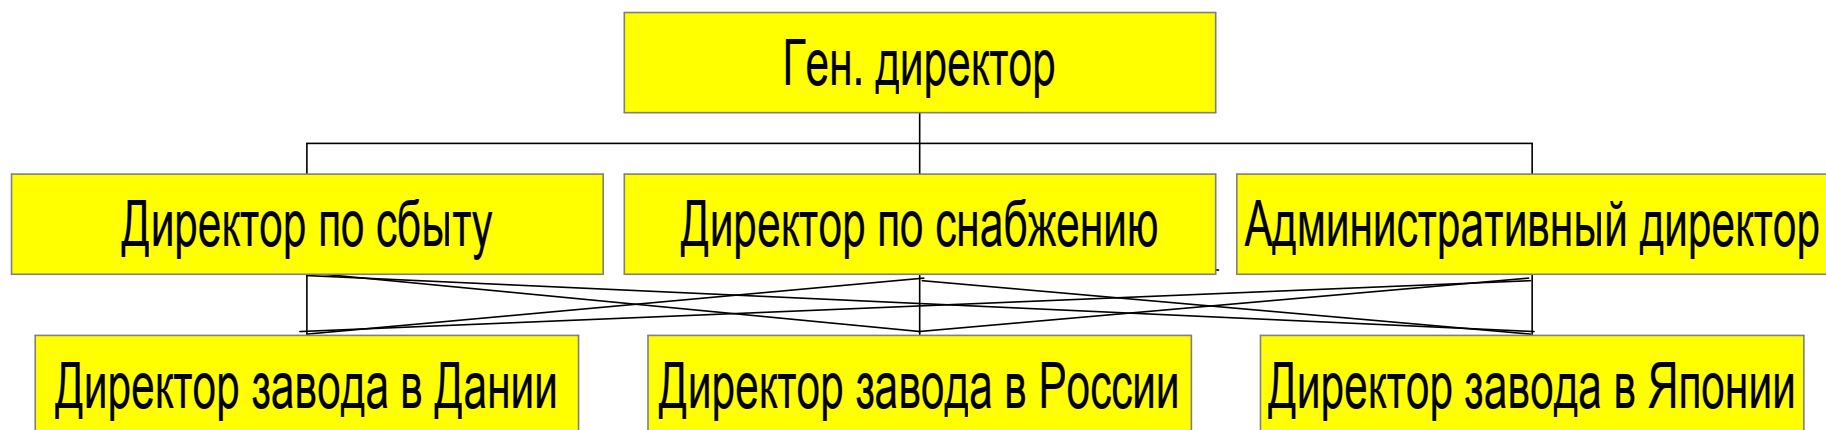 Ген. директор
Директор по сбыту
Директор по снабжению
Административный директор
Директор завода в Дании
Директор завода в России
Директор завода в Японии